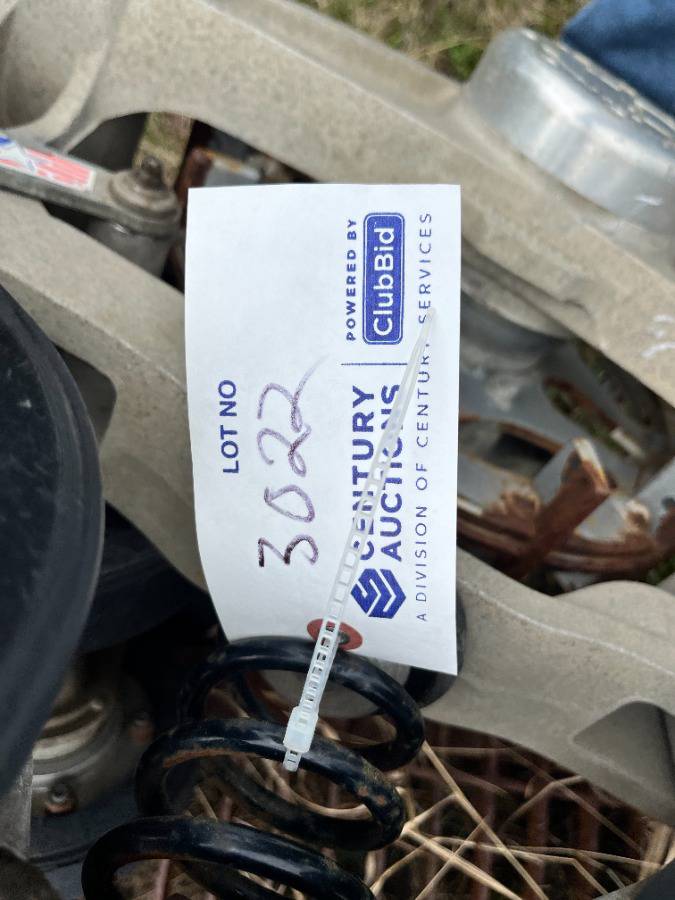 LOT NO
3022
CENTURY
AUCTIONS
POWERED BY
ClubBid
A DIVISION OF CENTURY SERVICES